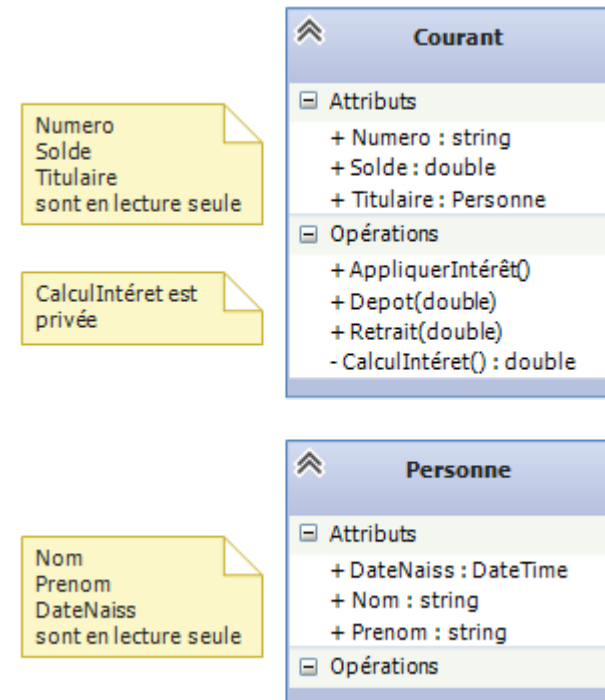 Courant
Attributs
+ Numero : string
+ Solde : double
+ Titulaire : Personne
Opérations
+ AppliquerIntérêt()
+ Depot(double)
+ Retrait(double)
- CalculIntéret() : double
Numero
Solde
Titulaire
sont en lecture seule
CalculIntéret est
privée
Personne
Attributs
+ DateNaiss : DateTime
+ Nom : string
+ Prenom : string
Opérations
Nom
Prenom
DateNaiss
sont en lecture seule